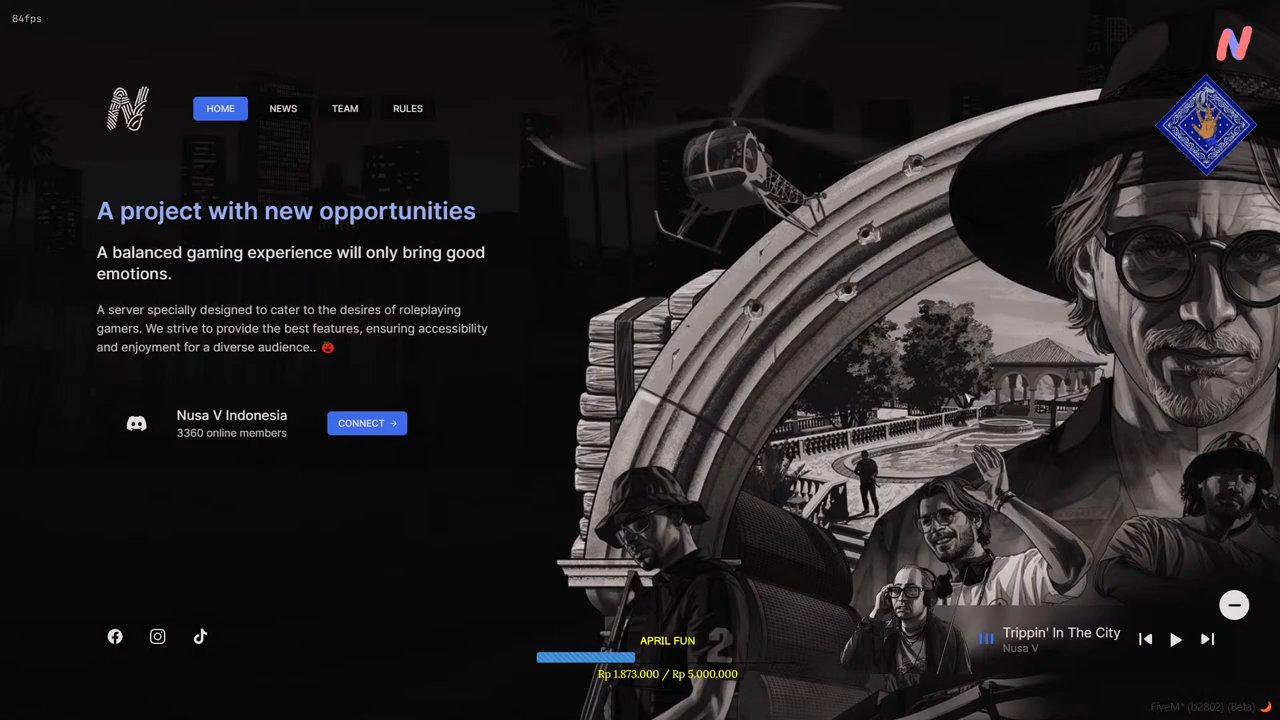 84fps
HOME NEWS TEAM RULES
A project with new opportunities
A balanced gaming experience will only bring good
emotions.
A server specially designed to cater to the desires of roleplaying
gamers. We strive to provide the best features, ensuring accessibility
and enjoyment for a diverse audience..
Nusa V Indonesia
3360 online members
CONNECT →
APRIL FUN
Rp 1.873.000 / Rp 5.000.000
2
Trippin' In The City
Nusa V
FiveM* (b2802) (Beta)